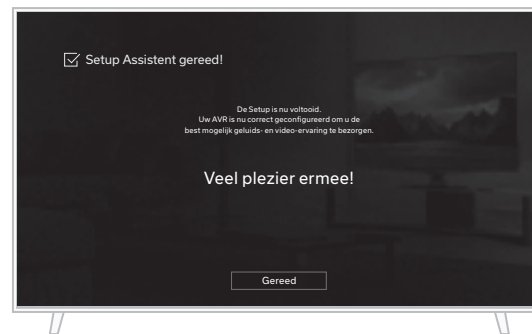 Setup Assistent gereed!
De Setup is nu voltooid.
Uw AVR is nu correct geconfigureerd om u de
best mogelijk geluids- en video-ervaring te bezorgen.
Veel plezier ermee!
Gereed